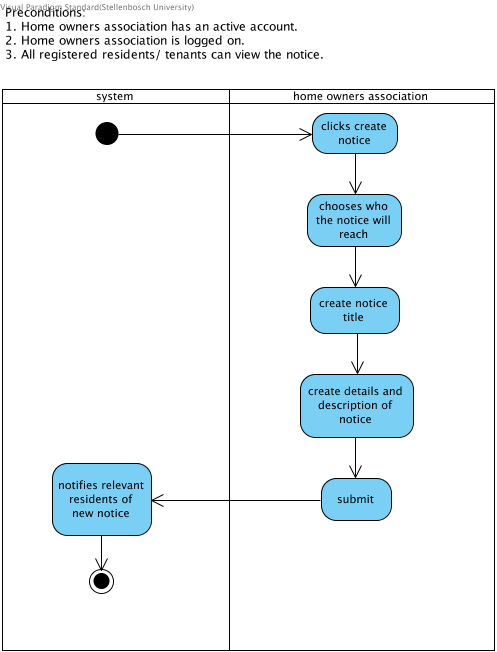 Visual Paradigm Standard(Stellenbosch University)
Preconditions:
1. Home owners association has an active account.
2. Home owners association is logged on.
3. All registered residents/ tenants can view the notice.
system
home owners association
clicks create
notice
chooses who
the notice will
reach
create notice
title
create details and
description of
notice
submit
notifies relevant
residents of
new notice